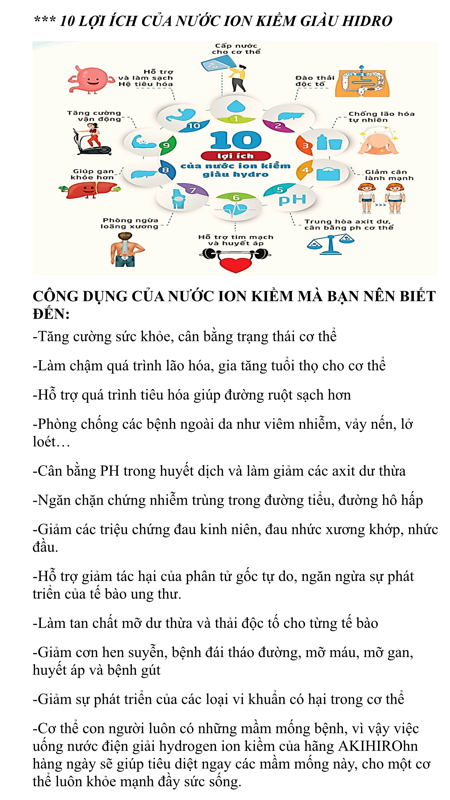 *** 10 LỢI ÍCH CỦA NƯỚC ION KIỀM GIÀU HIDRO
Cấp nước
cho cơ thể
Hỗ trợ
và làm sạch
Hệ tiêu hóa
Đào thải
độc tố
Tăng cường
vận động
Chống lão hóa
tự nhiên
10
1
2
9
3
10
lợi ích
của nước ion kiềm
giàu hydro
Giúp gan
khỏe hơn
8
4
Giảm cân
lành mạnh
7
6
5
pH
Phòng ngừa
loãng xương
Hỗ trợ tim mạch
và huyết áp
Trung hòa axit dư,
cân bằng ph cơ thể
CÔNG DỤNG CỦA NƯỚC ION KIỀM MÀ BẠN NÊN BIẾT
ĐẾN:
-Tăng cường sức khỏe, cân bằng trạng thái cơ thể
-Làm chậm quá trình lão hóa, gia tăng tuổi thọ cho cơ thể
-Hỗ trợ quá trình tiêu hóa giúp đường ruột sạch hơn
-Phòng chống các bệnh ngoài da như viêm nhiễm, vảy nến, lở
loét…
-Cân bằng PH trong huyết dịch và làm giảm các axit dư thừa
-Ngăn chặn chứng nhiễm trùng trong đường tiểu, đường hô hấp
-Giảm các triệu chứng đau kinh niên, đau nhức xương khớp, nhức
đầu.
-Hỗ trợ giảm tác hại của phân tử gốc tự do, ngăn ngừa sự phát
triển của tế bào ung thư.
-Làm tan chất mỡ dư thừa và thải độc tố cho từng tế bào
-Giảm cơn hen suyễn, bệnh đái tháo đường, mỡ máu, mỡ gan,
huyết áp và bệnh gút
-Giảm sự phát triển của các loại vi khuẩn có hại trong cơ thể
-Cơ thể con người luôn có những mầm mống bệnh, vì vậy việc
uống nước điện giải hydrogen ion kiềm của hãng AKIHIROhn
hàng ngày sẽ giúp tiêu diệt ngay các mầm mống này, cho một cơ
thể luôn khỏe mạnh đầy sức sống.